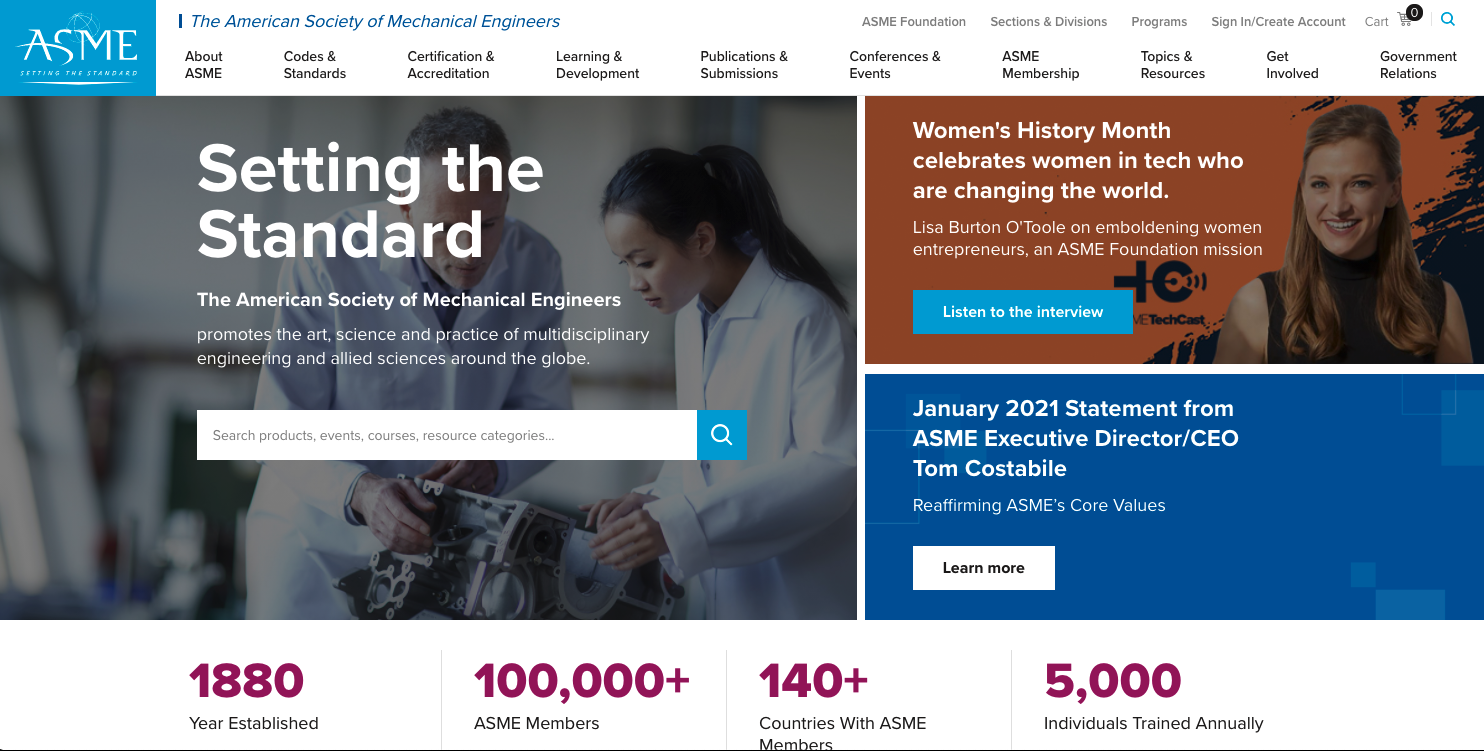 ASME
SETTING THE STANDARD
The American Society of Mechanical Engineers
ASME Foundation
Sections & Divisions
Programs
Sign In/Create Account
Cart
0
About
ASME
Codes &
Standards
Certification &
Accreditation
Learning &
Development
Publications &
Submissions
Conferences &
Events
ASME
Membership
Topics &
Resources
Get
Involved
Government
Relations
Setting the
Standard
The American Society of Mechanical Engineers
promotes the art, science and practice of multidisciplinary
engineering and allied sciences around the globe.
Search products, events, courses, resource categories...
Women's History Month
celebrates women in tech who
are changing the world.
Lisa Burton O'Toole on emboldening women
entrepreneurs, an ASME Foundation mission
Listen to the interview
METechCast
January 2021 Statement from
ASME Executive Director/CEO
Tom Costabile
Reaffirming ASME’s Core Values
Learn more
1880
Year Established
100,000+
ASME Members
140+
Countries With ASME
Members
5,000
Individuals Trained Annually